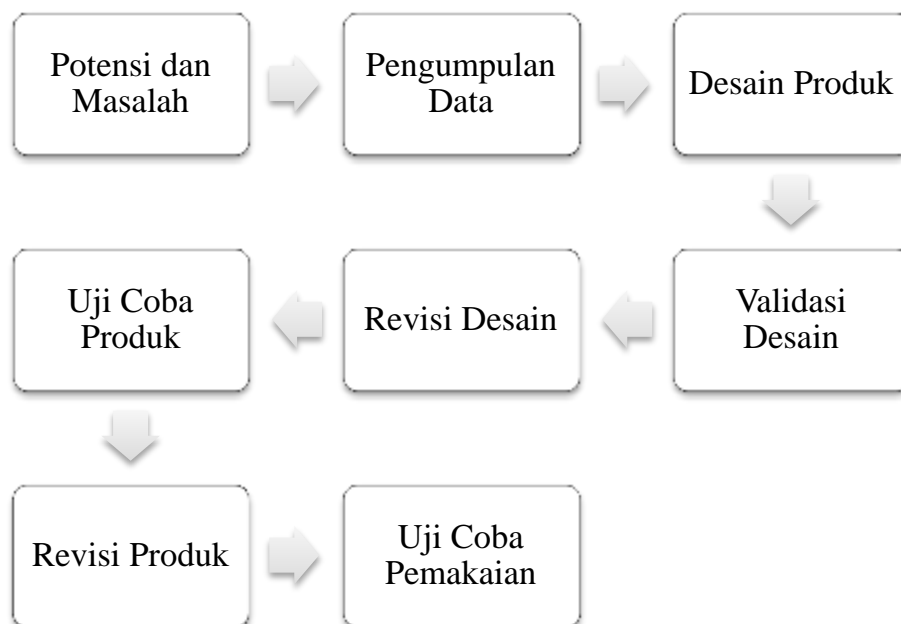 Potensi dan
Masalah
Pengumpulan
Data
Desain Produk
Validasi
Desain
Revisi Desain
Uji Coba
Produk
Revisi Produk
Uji Coba
Pemakaian